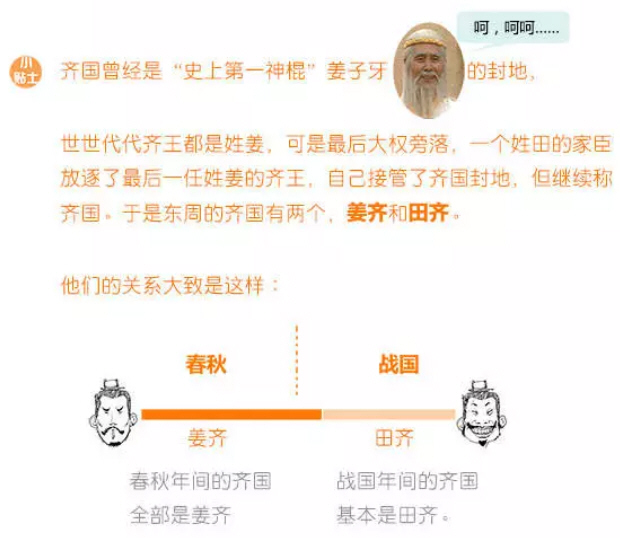 呵，呵呵……
小
贴士
齐国曾经是“史上第一神棍”姜子牙的封地，
世世代代齐王都是姓姜，可是最后大权旁落，一个姓田的家臣
放逐了最后一任姓姜的齐王，自己接管了齐国封地，但继续称
齐国。于是东周的齐国有两个，姜齐和田齐。
他们的关系大致是这样：
春秋
战国
姜齐
田齐
春秋年间的齐国
全部是姜齐
战国年间的齐国
基本是田齐。